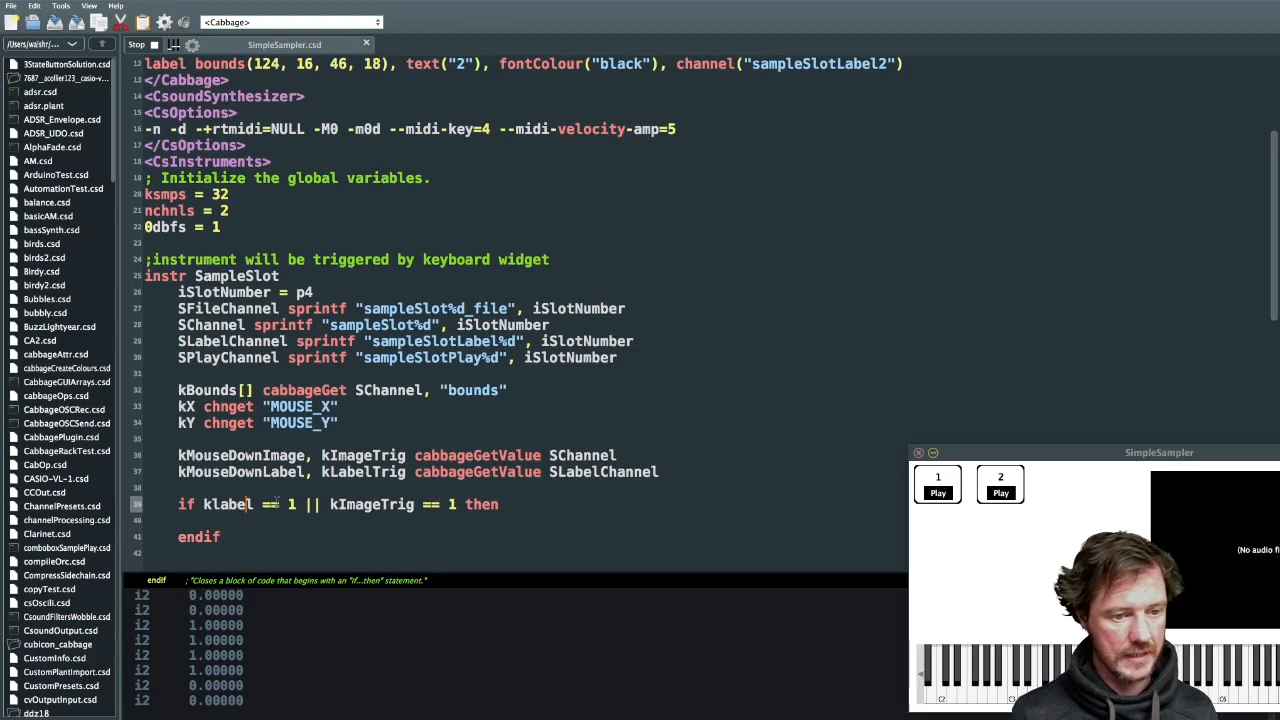 File Edit Tools View Help
<Cabbage>
/Users/walshr/...
Stop
SimpleSampler.csd
3StateButtonSolution.csd
7687__acollier123__casio-v
adsr.csd
adsr.plant
ADSR_Envelope.csd
ADSR_UDO.csd
AlphaFade.csd
AM.csd
ArduinoTest.csd
AutomationTest.csd
balance.csd
basicAM.csd
bassSynth.csd
birds.csd
birds2.csd
Birdy.csd
birdy2.csd
Bubbles.csd
bubbly.csd
BuzzLightyear.csd
CA2.csd
cabbageAttr.csd
cabbageCreateColours.csd
CabbageGUIArrays.csd
cabbageOps.csd
CabbageOSCRec.csd
CabbageOSCSend.csd
CabbagePlugin.csd
CabbageRackTest.csd
CabOp.csd
CASIO-VL-1.csd
CCOut.csd
ChannelPresets.csd
channelProcessing.csd
Clarinet.csd
comboboxSamplePlay.csd
compileOrc.csd
CompressSidechain.csd
copyTest.csd
csOscili.csd
CsoundFiltersWobble.csd
CsoundOutput.csd
cubicon_cabbage
CustomInfo.csd
CustomPlantImport.csd
CustomPresets.csd
cvOutputInput.csd
ddz18
12 label bounds(124, 16, 46, 18), text("2"), fontColour("black"), channel("sampleSlotLabel2")
13 </Cabbage>
14 <CsoundSynthesizer>
15 <CsOptions>
16 -n -d -+rtmidi=NULL -M0 -m0d --midi-key=4 --midi-velocity-amp=5
17 </CsOptions>
18 <CsInstruments>
19 ; Initialize the global variables.
20 ksmps = 32
21 nchnls = 2
22 0dbfs = 1
23
24 ;instrument will be triggered by keyboard widget
25 instr SampleSlot
26 iSlotNumber = p4
27 SFileChannel sprintf "sampleSlot%d_file", iSlotNumber
28 SChannel sprintf "sampleSlot%d", iSlotNumber
29 SLabelChannel sprintf "sampleSlotLabel%d", iSlotNumber
30 SPlayChannel sprintf "sampleSlotPlay%d", iSlotNumber
31
32 kBounds[] cabbageGet SChannel, "bounds"
33 kX chnget "MOUSE_X"
34 kY chnget "MOUSE_Y"
35
36 kMouseDownImage, kImageTrig cabbageGetValue SChannel
37 kMouseDownLabel, kLabelTrig cabbageGetValue SLabelChannel
38
39 if klabel == 1 || kImageTrig == 1 then
40
41 endif
42
endif ; "Closes a block of code that begins with an "if...then" statement."
i2 0.00000
i2 0.00000
i2 1.00000
i2 1.00000
i2 1.00000
i2 1.00000
i2 0.00000
i2 0.00000
SimpleSampler
1 2
Play Play
(No audio fi
C2 C3 C6